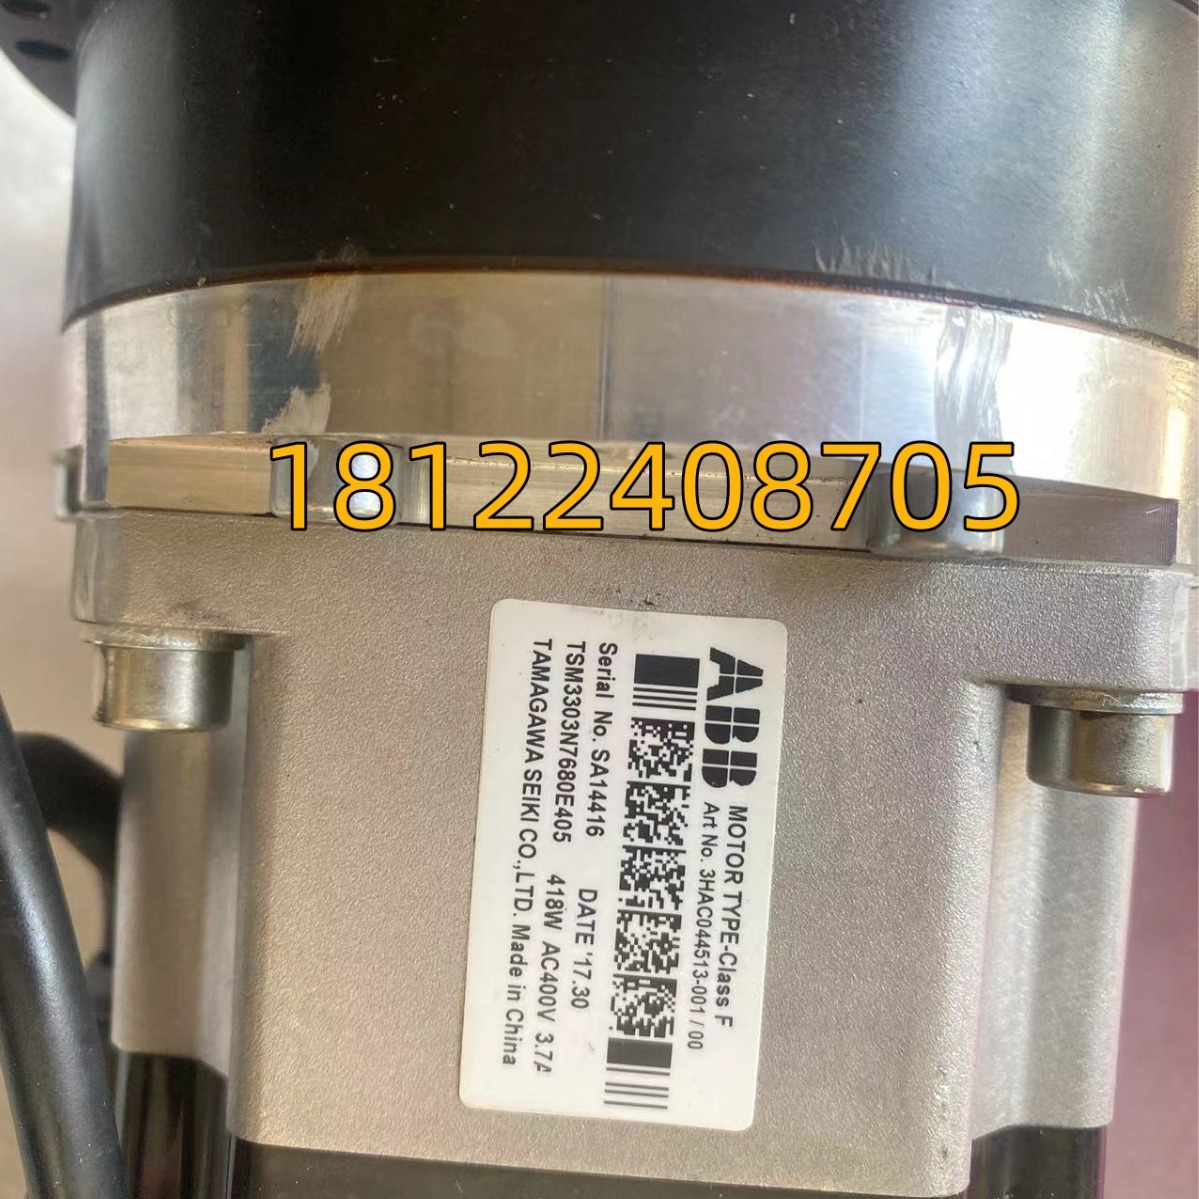 18122408705
ABB
MOTOR TYPE-Class F
Art No. 3HAC044513-001 / 00
Serial No. SA14416 DATE '17.30
TSM3303N7680E405 418W AC400V 3.7A
TAMAGAWA SEIKI CO.,LTD. Made in China